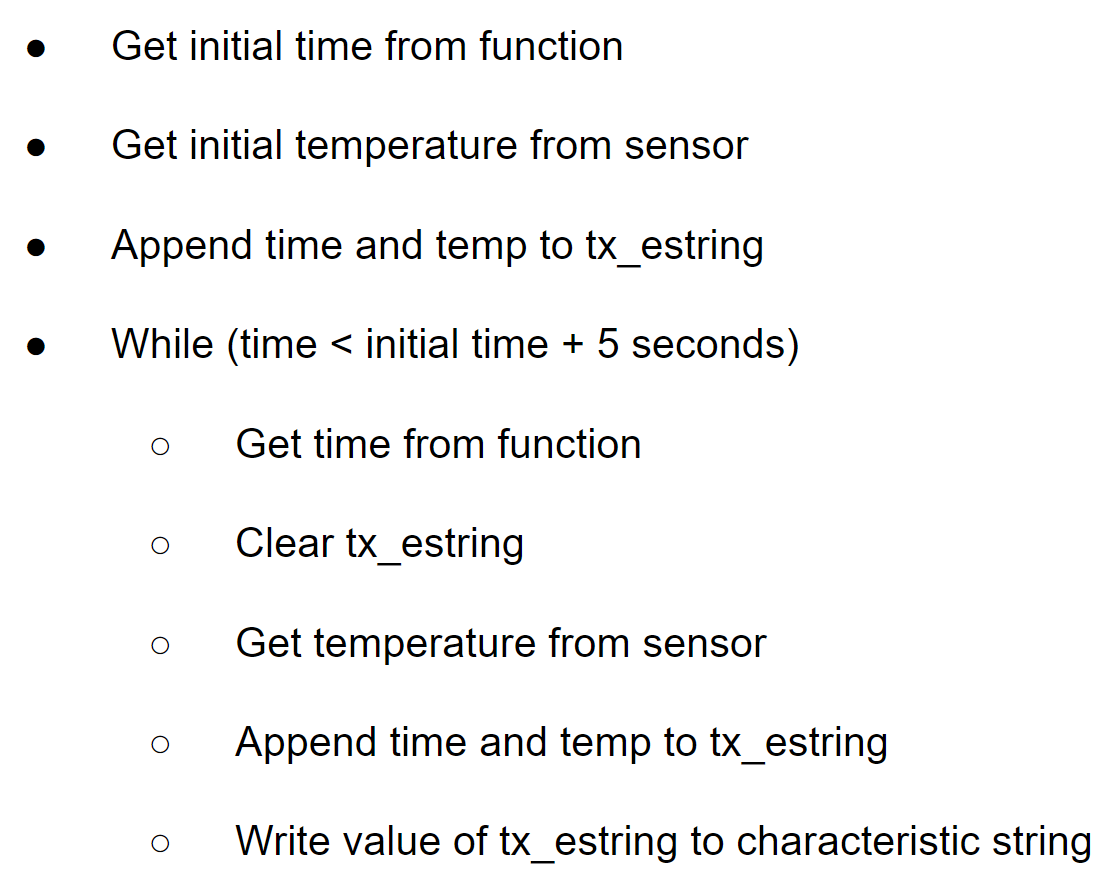 ● Get initial time from function
● Get initial temperature from sensor
● Append time and temp to tx_estring
● While (time < initial time + 5 seconds)
○ Get time from function
○ Clear tx_estring
○ Get temperature from sensor
○ Append time and temp to tx_estring
○ Write value of tx_estring to characteristic string